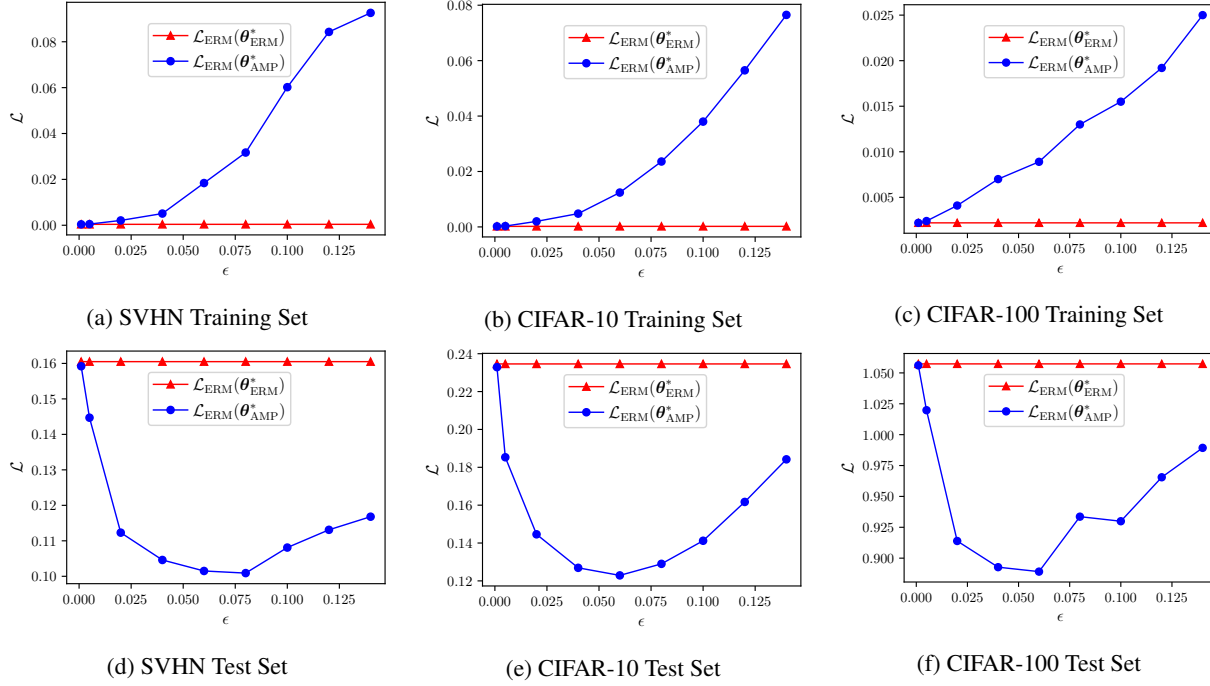 0.08
0.06
0.04
0.02
0.00
ℒ
ℒ_ERM(θ*_ERM)
ℒ_ERM(θ*_AMP)
0.000 0.025 0.050 0.075 0.100 0.125
ϵ
(a) SVHN Training Set
0.08
0.06
0.04
0.02
0.00
ℒ
ℒ_ERM(θ*_ERM)
ℒ_ERM(θ*_AMP)
0.000 0.025 0.050 0.075 0.100 0.125
ϵ
(b) CIFAR-10 Training Set
0.025
0.020
0.015
0.010
0.005
ℒ
ℒ_ERM(θ*_ERM)
ℒ_ERM(θ*_AMP)
0.000 0.025 0.050 0.075 0.100 0.125
ϵ
(c) CIFAR-100 Training Set
0.16
0.15
0.14
0.13
0.12
0.11
0.10
ℒ
ℒ_ERM(θ*_ERM)
ℒ_ERM(θ*_AMP)
0.000 0.025 0.050 0.075 0.100 0.125
ϵ
(d) SVHN Test Set
0.24
0.22
0.20
0.18
0.16
0.14
0.12
ℒ
ℒ_ERM(θ*_ERM)
ℒ_ERM(θ*_AMP)
0.000 0.025 0.050 0.075 0.100 0.125
ϵ
(e) CIFAR-10 Test Set
1.050
1.025
1.000
0.975
0.950
0.925
0.900
ℒ
ℒ_ERM(θ*_ERM)
ℒ_ERM(θ*_AMP)
0.000 0.025 0.050 0.075 0.100 0.125
ϵ
(f) CIFAR-100 Test Set